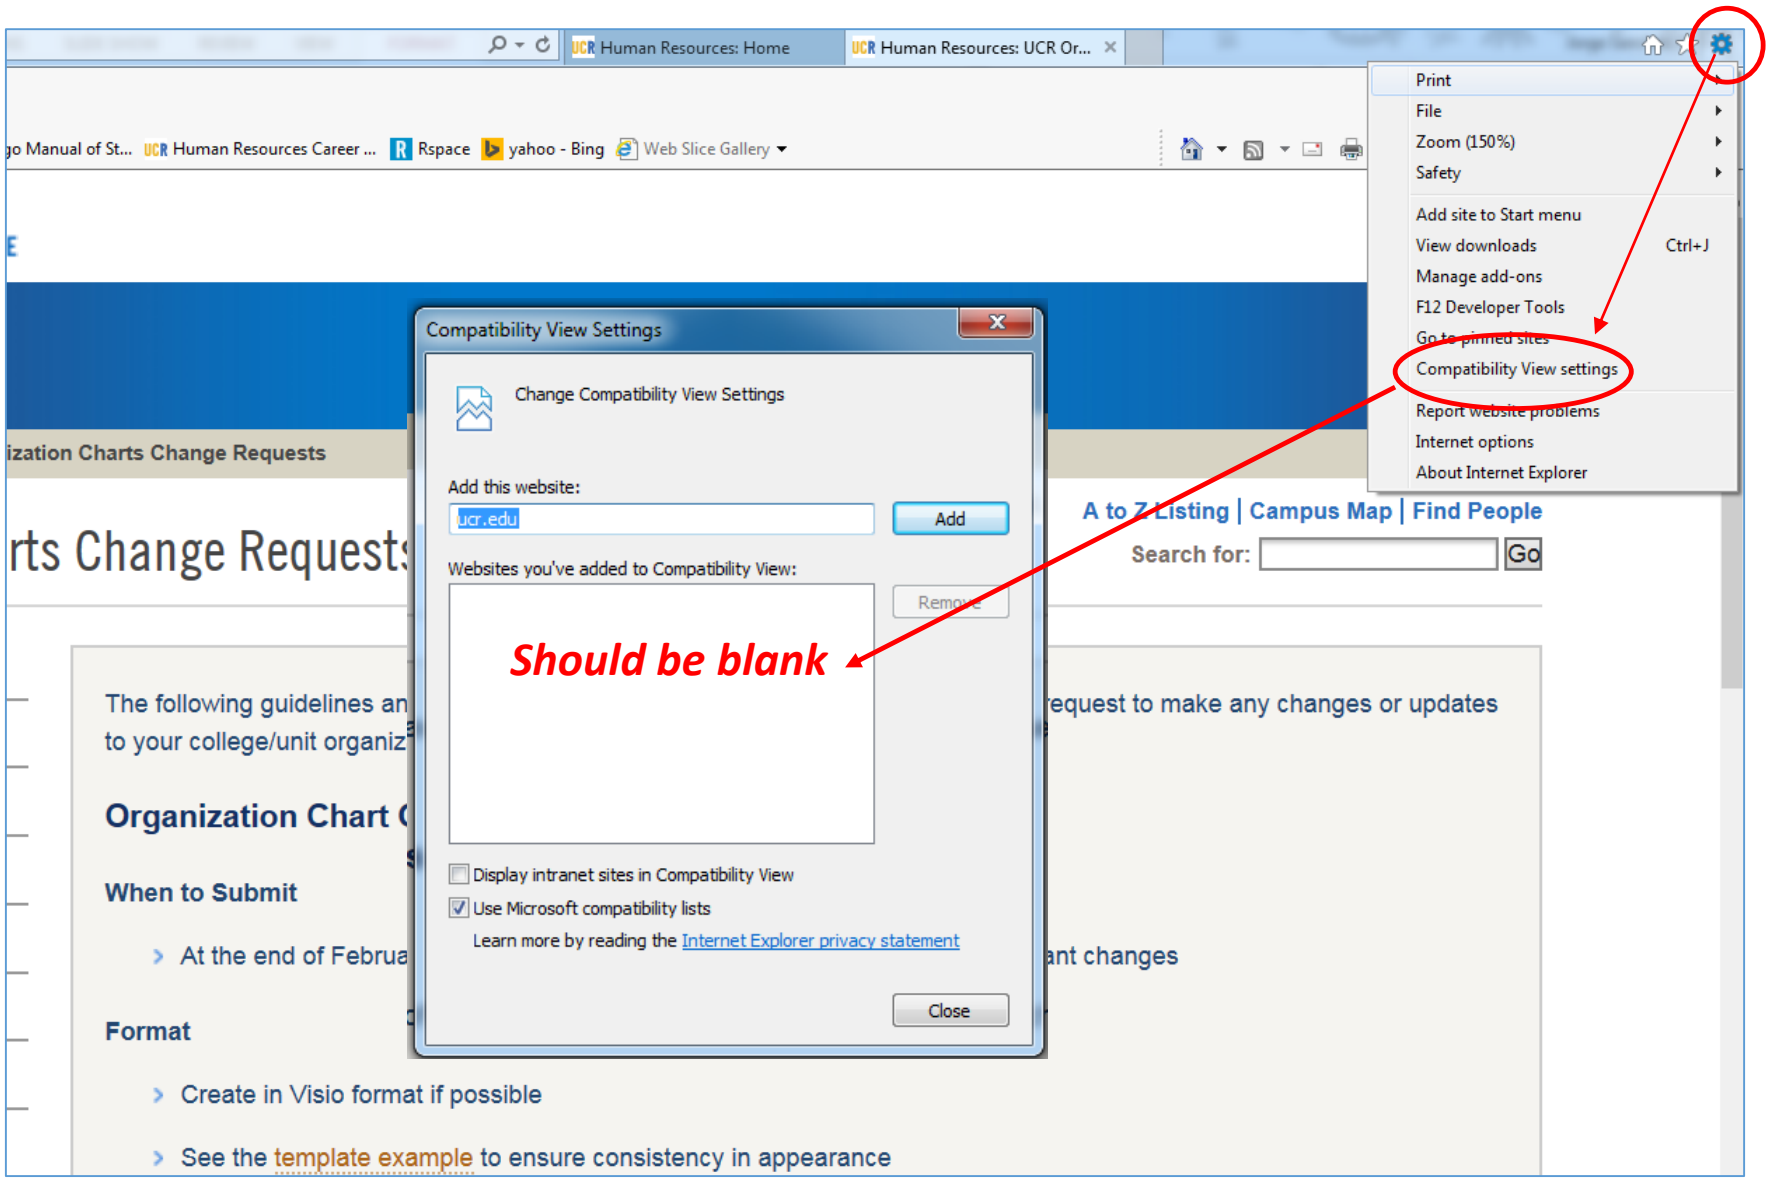 UCR Human Resources: Home
UCR Human Resources: UCR Or...
go Manual of St... UCR Human Resources Career ... R Rspace yahoo - Bing Web Slice Gallery
Print
File
Zoom (150%)
Safety
Add site to Start menu
View downloads Ctrl+J
Manage add-ons
F12 Developer Tools
Go to pinned sites
Compatibility View settings
Report website problems
Internet options
About Internet Explorer
E
ization Charts Change Requests
A to Z Listing | Campus Map | Find People
Search for: Go
rts Change Requests
Compatibility View Settings
Change Compatibility View Settings
Add this website:
ucr.edu Add
Websites you've added to Compatibility View:
Remove
Should be blank
Display intranet sites in Compatibility View
Use Microsoft compatibility lists
Learn more by reading the Internet Explorer privacy statement
Close
The following guidelines an
request to make any changes or updates
to your college/unit organiz
Organization Chart
When to Submit
At the end of Februa
ant changes
Format
Create in Visio format if possible
See the template example to ensure consistency in appearance